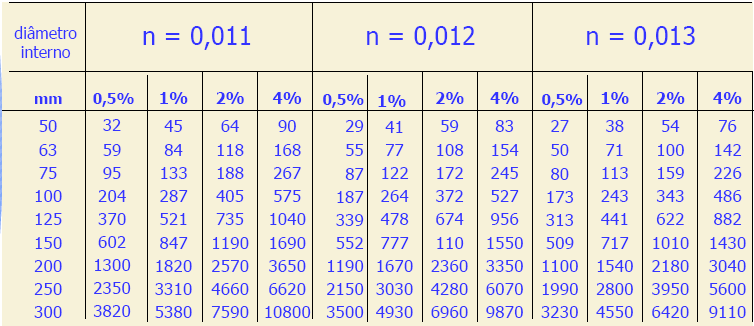 diâmetro interno n = 0,011 n = 0,012 n = 0,013
mm 0,5% 1% 2% 4% 0,5% 1% 2% 4% 0,5% 1% 2% 4%
50 32 45 64 90 29 41 59 83 27 38 54 76
63 59 84 118 168 55 77 108 154 50 71 100 142
75 95 133 188 267 87 122 172 245 80 113 159 226
100 204 287 405 575 187 264 372 527 173 243 343 486
125 370 521 735 1040 339 478 674 956 313 441 622 882
150 602 847 1190 1690 552 777 110 1550 509 717 1010 1430
200 1300 1820 2570 3650 1190 1670 2360 3350 1100 1540 2180 3040
250 2350 3310 4660 6620 2150 3030 4280 6070 1990 2800 3950 5600
300 3820 5380 7590 10800 3500 4930 6960 9870 3230 4550 6420 9110